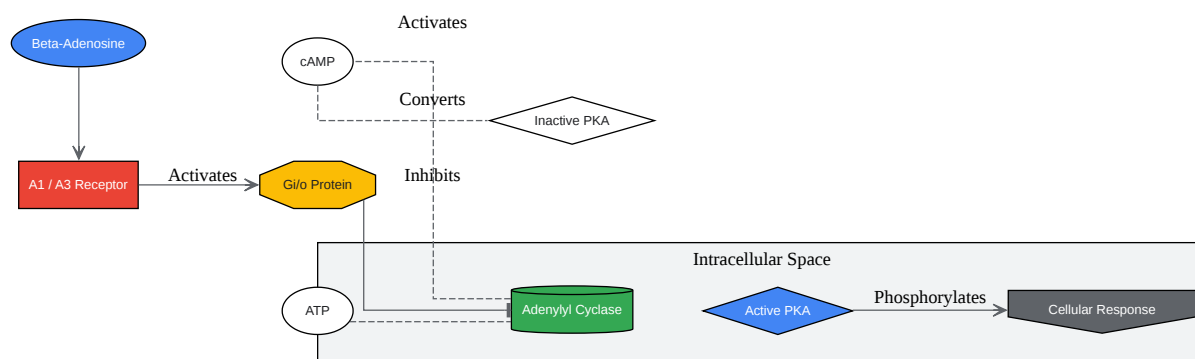 Activates
Beta-Adenosine
cAMP
Converts
Inactive PKA
A1 / A3 Receptor
Activates
Gi/o Protein
Inhibits
Intracellular Space
ATP
Adenylyl Cyclase
Active PKA
Phosphorylates
Cellular Response